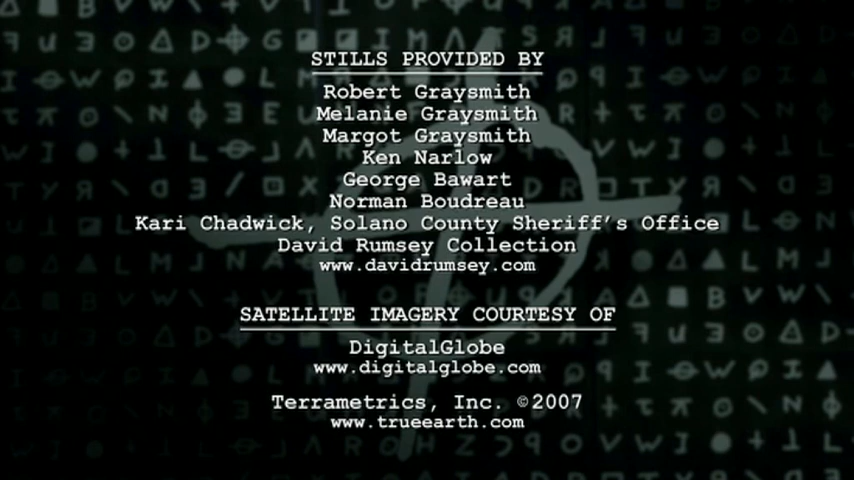 STILLS PROVIDED BY
Robert Graysmith
Melanie Graysmith
Margot Graysmith
Ken Narlow
George Bawart
Norman Boudreau
Kari Chadwick, Solano County Sheriff's Office
David Rumsey Collection
www.davidrumsey.com
SATELLITE IMAGERY COURTESY OF
DigitalGlobe
www.digitalglobe.com
Terrametrics, Inc. ©2007
www.trueearth.com